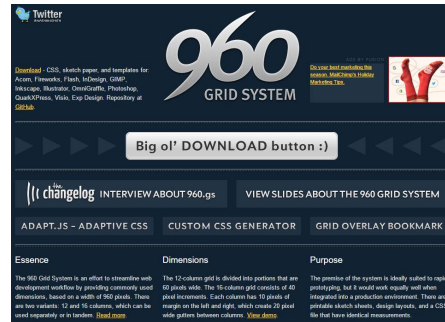 Twitter
960
GRID SYSTEM
Download - CSS, sketch paper, and templates for:
Acorn, Fireworks, Flash, InDesign, GIMP,
Inkscape, Illustrator, OmniGraffle, Photoshop,
QuarkXPress, Visio, Exp Design. Repository at
GitHub.
Do your best marketing this
season. MailChimp's Holiday
Marketing Tips.
Big ol' DOWNLOAD button :)
the changelog INTERVIEW ABOUT 960.gs
VIEW SLIDES ABOUT THE 960 GRID SYSTEM
ADAPT.JS – ADAPTIVE CSS
CUSTOM CSS GENERATOR
GRID OVERLAY BOOKMARK
Essence
The 960 Grid System is an effort to streamline web
development workflow by providing commonly used
dimensions, based on a width of 960 pixels. There
are two variants: 12 and 16 columns, which can be
used separately or in tandem. Read more
Dimensions
The 12-column grid is divided into portions that are
60 pixels wide. The 16-column grid consists of 40
pixel increments. Each column has 10 pixels of
margin on the left and right, which create 20 pixel
wide gutters between columns. View demo
Purpose
The premise of the system is ideally suited to rapid
prototyping, but it would work equally well when
integrated into a production environment. There are
printable sketch sheets, design layouts, and a CSS
file that have identical measurements.